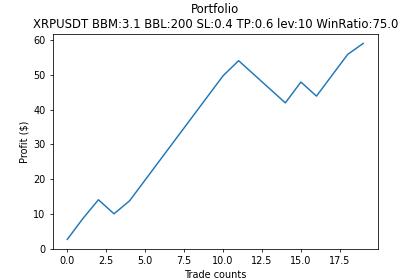 Portfolio
XRPUSDT BBM:3.1 BBL:200 SL:0.4 TP:0.6 lev:10 WinRatio:75.0
60
50
40
30
20
10
0
Profit ($)
0.0 2.5 5.0 7.5 10.0 12.5 15.0 17.5
Trade counts